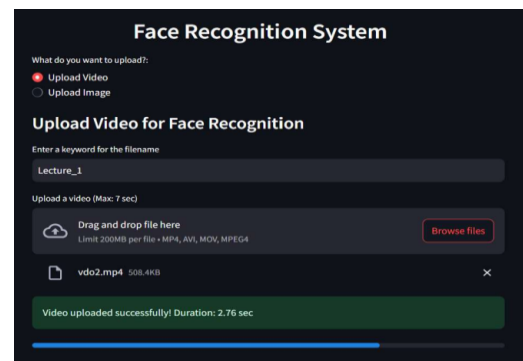 Face Recognition System
What do you want to upload?:
Upload Video
Upload Image
Upload Video for Face Recognition
Enter a keyword for the filename
Lecture_1
Upload a video (Max: 7 sec)
Drag and drop file here
Limit 200MB per file • MP4, AVI, MOV, MPEG4
Browse files
vdo2.mp4 508.4KB
Video uploaded successfully! Duration: 2.76 sec